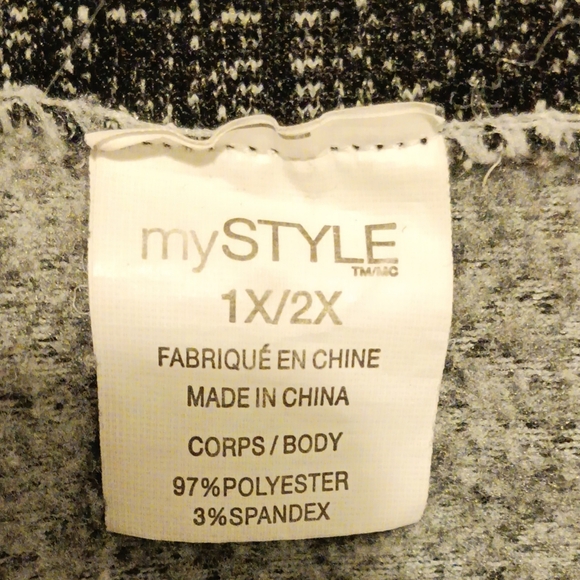 mySTYLE
TM/MC
1X/2X
FABRIQUÉ EN CHINE
MADE IN CHINA
CORPS / BODY
97%POLYESTER
3%SPANDEX